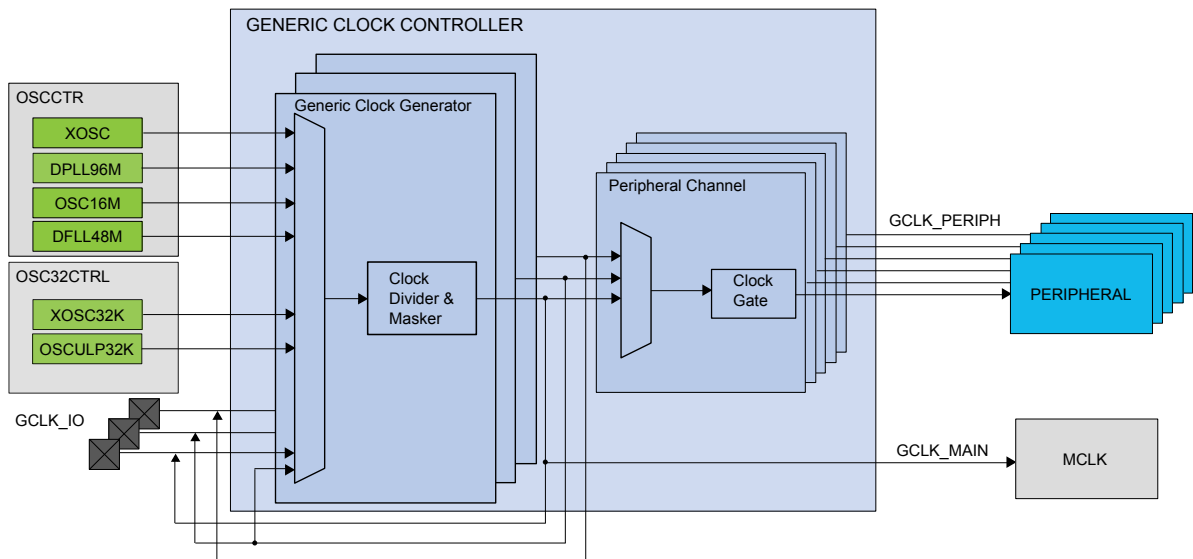 GENERIC CLOCK CONTROLLER
OSCCTR
XOSC
DPLL96M
OSC16M
DFLL48M
OSC32CTRL
XOSC32K
OSCULP32K
GCLK_IO
Generic Clock Generator
Clock
Divider &
Masker
Peripheral Channel
Clock
Gate
GCLK_PERIPH
PERIPHERAL
GCLK_MAIN
MCLK